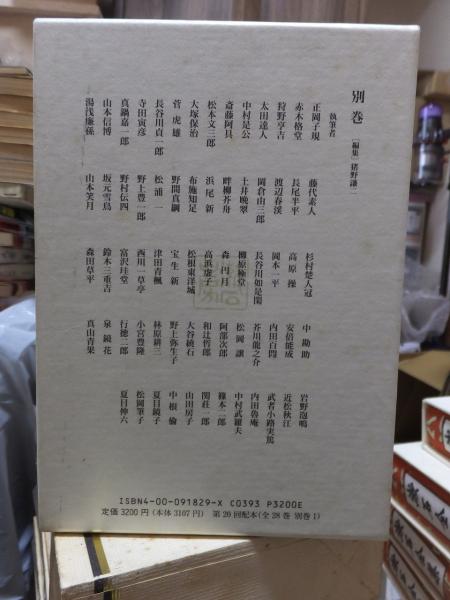 別巻 〔編集〕猪野謙二
執筆者
正岡子規 藤代素人 杉村楚人冠 中 勘助 岩野泡鳴
赤木格堂 長尾半平 高原 操 安倍能成 近松秋江
狩野亨吉 渡辺春渓 岡本一平 内田百閒 武者小路実篤
太田達人 岡倉由三郎 長谷川如是閑 芥川龍之介 内田魯庵
中村是公 土井晩翠 柳原極堂 松岡 譲 中村武羅夫
斎藤阿具 畔柳芥舟 森 円月 阿部次郎 篠本二郎
松本文三郎 浜尾 新 高浜虚子 和辻哲郎 関荘一郎
大塚保治 布施知足 松根東洋城 大谷繞石 山田房子
菅 虎雄 野間真綱 宝生 新 野上弥生子 中根 倫
長谷川貞一郎 松浦 一 津田青楓 林原耕三 夏目鏡子
寺田寅彦 野上豊一郎 西川一草亭 小宮豊隆 松岡筆子
真鍋嘉一郎 野村伝四 富沢珪堂 行徳二郎 夏目伸六
山本信博 坂元雪鳥 鈴木三重吉 泉 鏡花
湯浅廉孫 山本笑月 森田草平 真山青果
ISBN4-00-091829-X C0393 P3200E
定価3200円(本体3107円) 第20回配本(全28巻 別巻1)